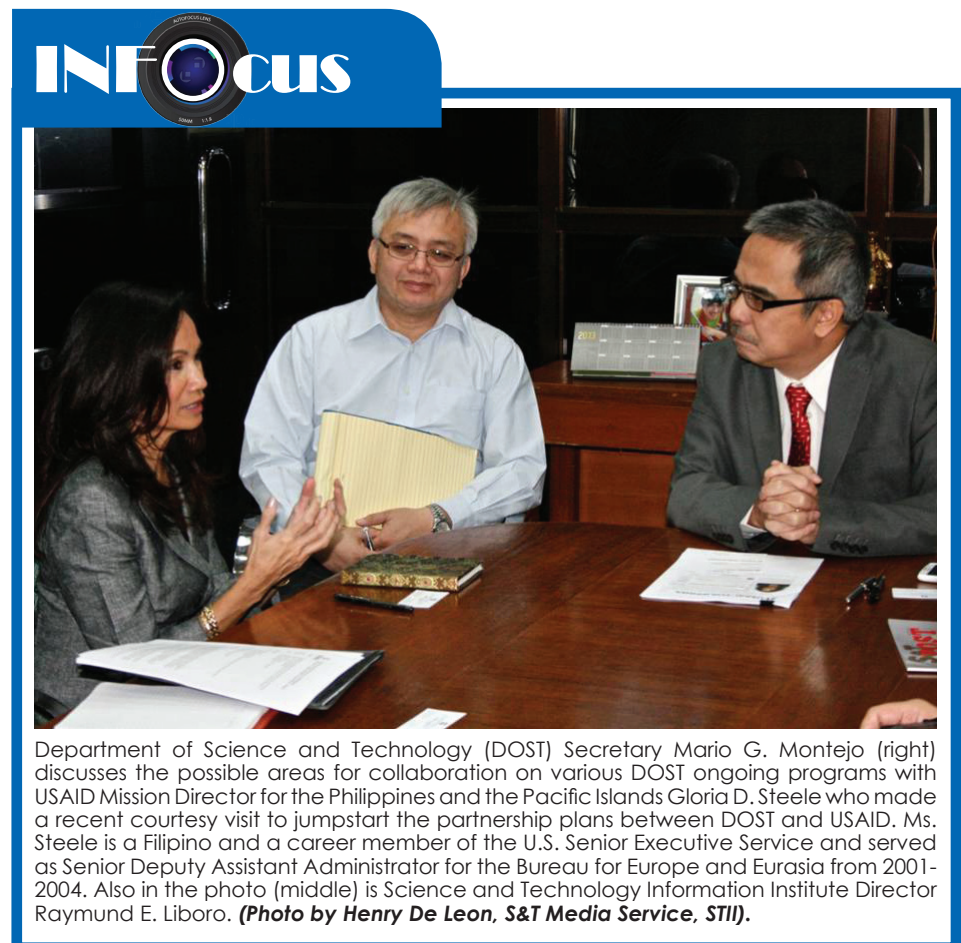 INFOcus
AUTOFOCUS LENS
50MM 1:1.8
2013
Department of Science and Technology (DOST) Secretary Mario G. Montejo (right)
discusses the possible areas for collaboration on various DOST ongoing programs with
USAID Mission Director for the Philippines and the Pacific Islands Gloria D. Steele who made
a recent courtesy visit to jumpstart the partnership plans between DOST and USAID. Ms.
Steele is a Filipino and a career member of the U.S. Senior Executive Service and served
as Senior Deputy Assistant Administrator for the Bureau for Europe and Eurasia from 2001-
2004. Also in the photo (middle) is Science and Technology Information Institute Director
Raymund E. Liboro. (Photo by Henry De Leon, S&T Media Service, STII).